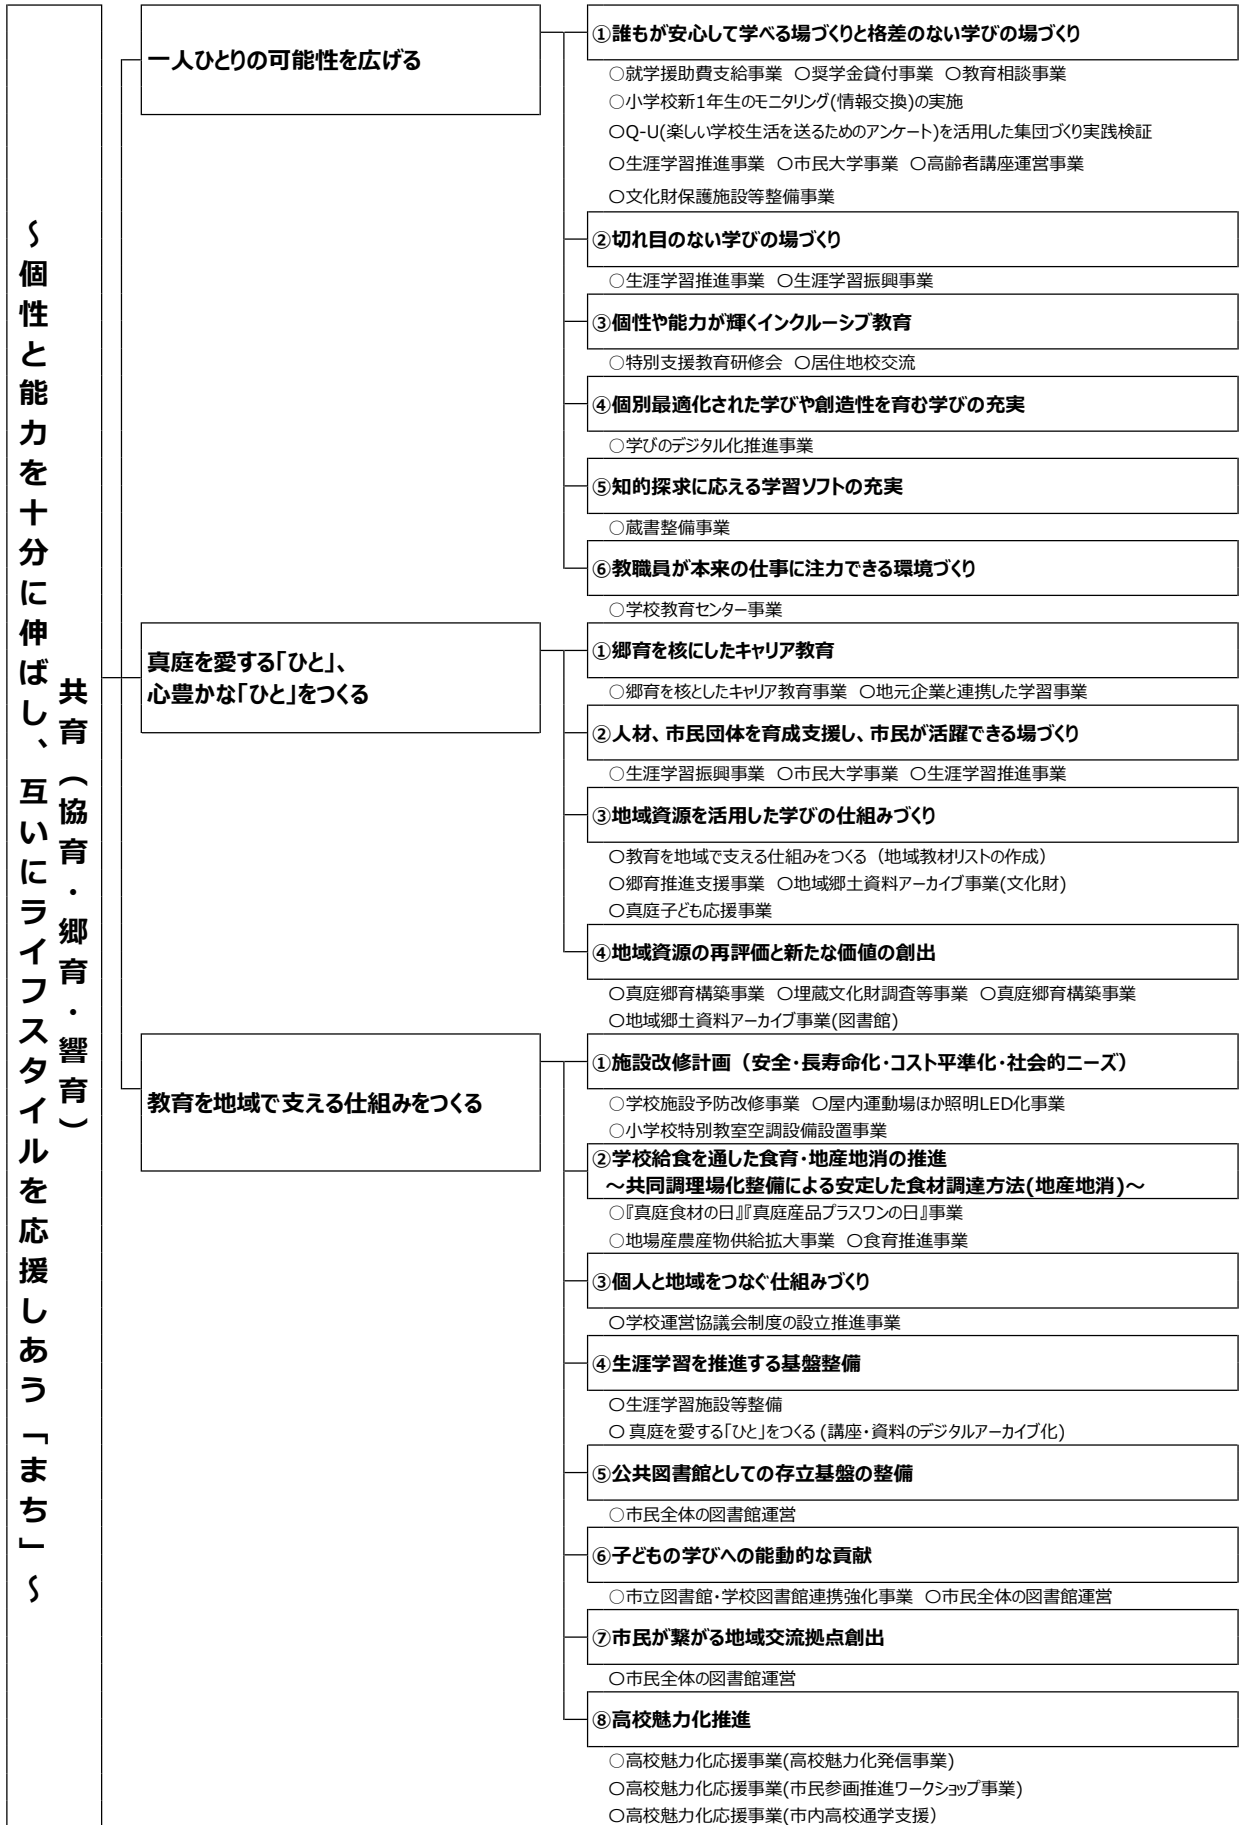 共育(協育・郷育・響育)
～個性と能力を十分に伸ばし、互いにライフスタイルを応援しあう「まち」～
一人ひとりの可能性を広げる
①誰もが安心して学べる場づくりと格差のない学びの場づくり
○就学援助費支給事業 ○奨学金貸付事業 ○教育相談事業
○小学校新1年生のモニタリング(情報交換)の実施
○Q-U(楽しい学校生活を送るためのアンケート)を活用した集団づくり実践検証
○生涯学習推進事業 ○市民大学事業 ○高齢者講座運営事業
○文化財保護施設等整備事業
②切れ目のない学びの場づくり
○生涯学習推進事業 ○生涯学習振興事業
③個性や能力が輝くインクルーシブ教育
○特別支援教育研修会 ○居住地校交流
④個別最適化された学びや創造性を育む学びの充実
○学びのデジタル化推進事業
⑤知的探求に応える学習ソフトの充実
○蔵書整備事業
⑥教職員が本来の仕事に注力できる環境づくり
○学校教育センター事業
真庭を愛する「ひと」、
心豊かな「ひと」をつくる
①郷育を核にしたキャリア教育
○郷育を核としたキャリア教育事業 ○地元企業と連携した学習事業
②人材、市民団体を育成支援し、市民が活躍できる場づくり
○生涯学習振興事業 ○市民大学事業 ○生涯学習推進事業
③地域資源を活用した学びの仕組みづくり
○教育を地域で支える仕組みをつくる（地域教材リストの作成）
○郷育推進支援事業 ○地域郷土資料アーカイブ事業(文化財)
○真庭子ども応援事業
④地域資源の再評価と新たな価値の創出
○真庭郷育構築事業 ○埋蔵文化財調査等事業 ○真庭郷育構築事業
○地域郷土資料アーカイブ事業(図書館)
教育を地域で支える仕組みをつくる
①施設改修計画（安全・長寿命化・コスト平準化・社会的ニーズ）
○学校施設予防改修事業 ○屋内運動場ほか照明LED化事業
○小学校特別教室空調設備設置事業
②学校給食を通した食育・地産地消の推進
～共同調理場化整備による安定した食材調達方法(地産地消)～
○『真庭食材の日』『真庭産品プラスワンの日』事業
○地場産農産物供給拡大事業 ○食育推進事業
③個人と地域をつなぐ仕組みづくり
○学校運営協議会制度の設立推進事業
④生涯学習を推進する基盤整備
○生涯学習施設等整備
○ 真庭を愛する「ひと」をつくる (講座・資料のデジタルアーカイブ化)
⑤公共図書館としての存立基盤の整備
○市民全体の図書館運営
⑥子どもの学びへの能動的な貢献
○市立図書館・学校図書館連携強化事業 ○市民全体の図書館運営
⑦市民が繋がる地域交流拠点創出
○市民全体の図書館運営
⑧高校魅力化推進
○高校魅力化応援事業(高校魅力化発信事業)
○高校魅力化応援事業(市民参画推進ワークショップ事業)
○高校魅力化応援事業(市内高校通学支援）